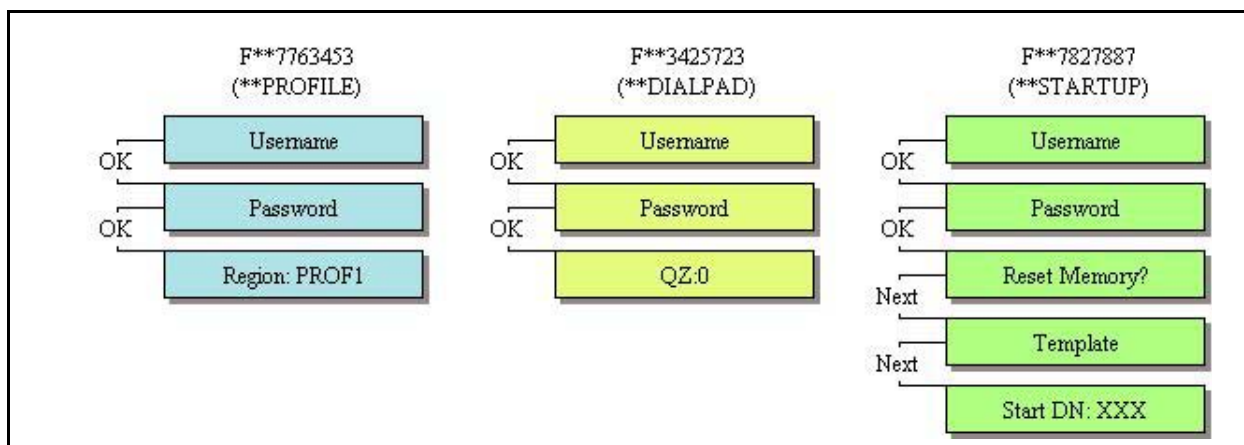 F**7763453
(**PROFILE)
Username
OK
Password
OK
Region: PROF1
F**3425723
(**DIALPAD)
Username
OK
Password
OK
QZ:0
F**7827887
(**STARTUP)
Username
OK
Password
OK
Reset Memory?
Next
Template
Next
Start DN: XXX